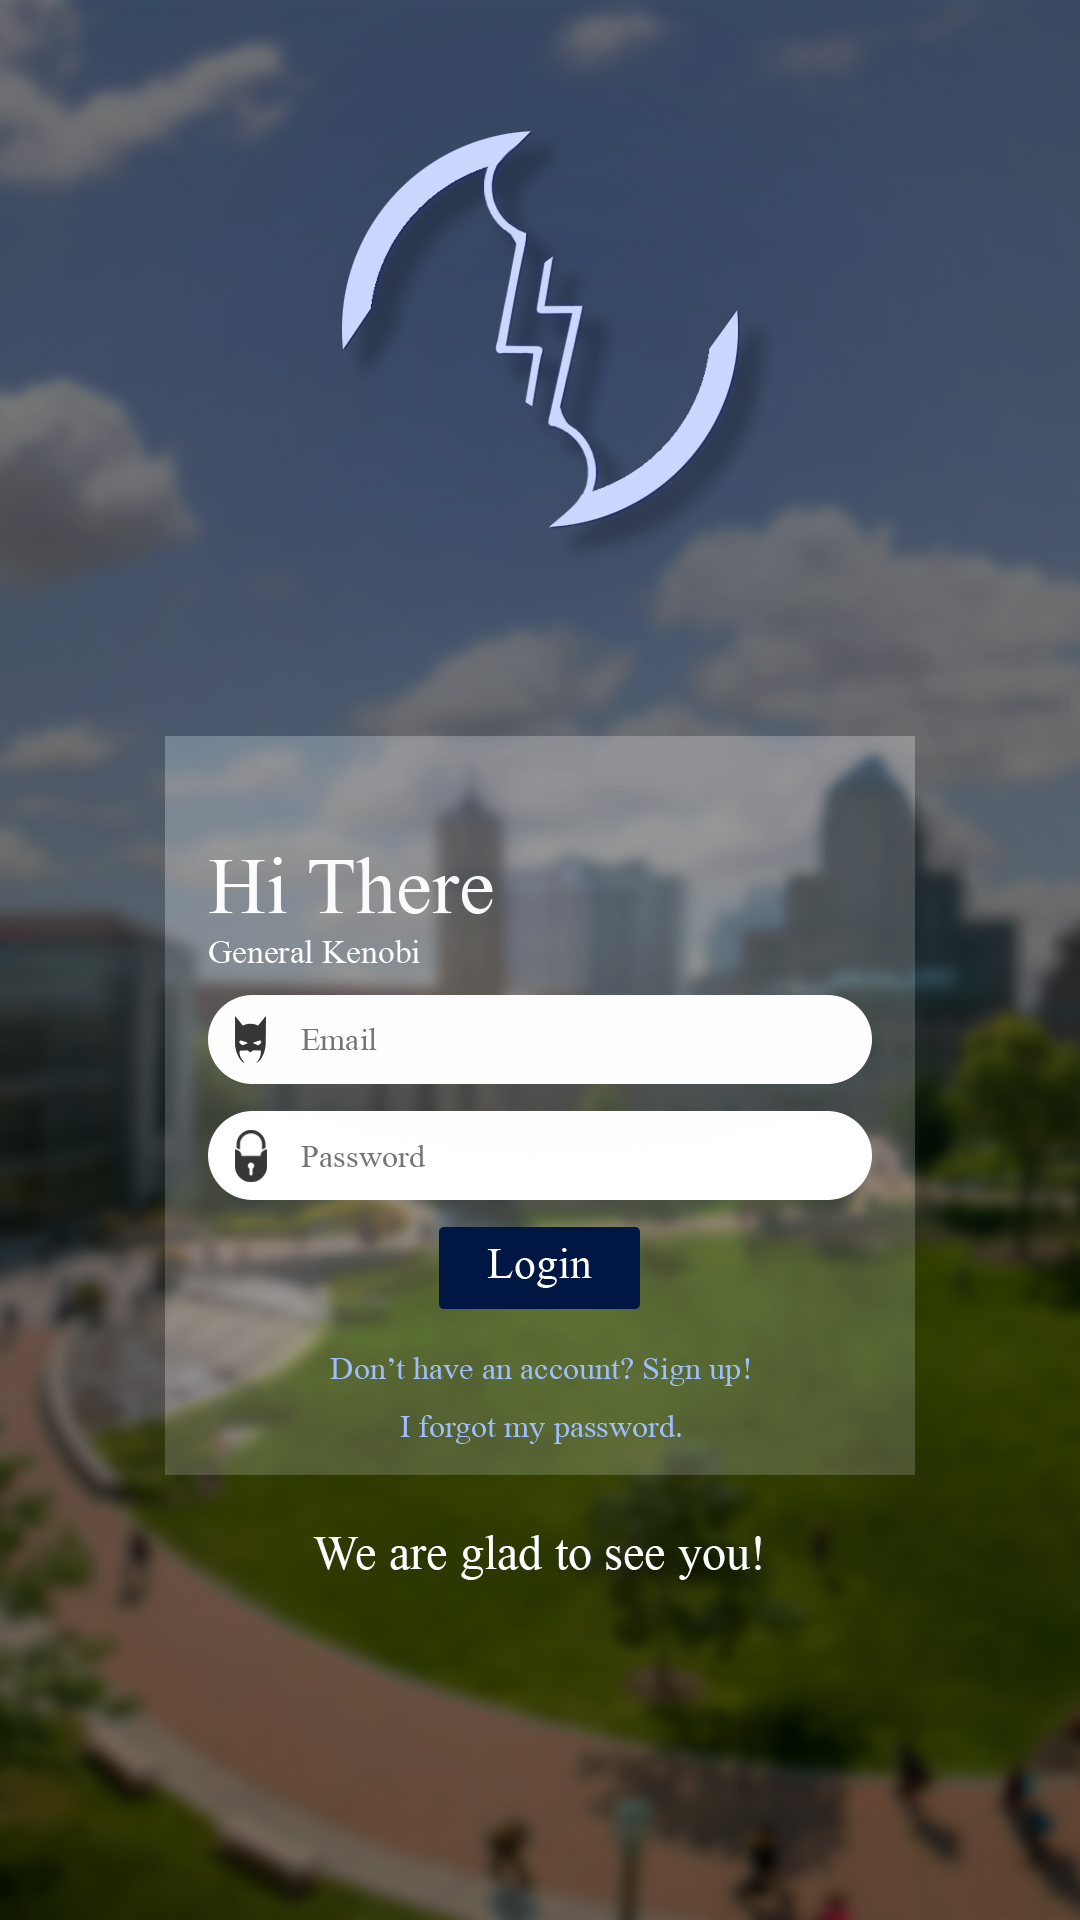 Hi There
General Kenobi
Email
Password
Login
Don’t have an account? Sign up!
I forgot my password.
We are glad to see you!